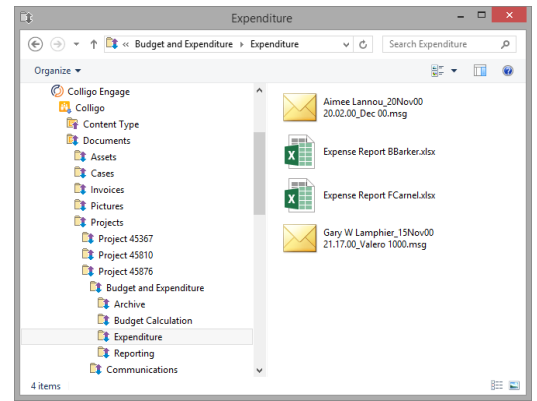 Expenditure
« Budget and Expenditure Expenditure
Search Expenditure
Organize
Colligo Engage
Colligo
Content Type
Documents
Assets
Cases
Invoices
Pictures
Projects
Project 45367
Project 45810
Project 45876
Budget and Expenditure
Archive
Budget Calculation
Expenditure
Reporting
Communications
Aimee Lannou_20Nov00
20.02.00_Dec 00.msg
Expense Report BBarker.xlsx
Expense Report FCarnel.xlsx
Gary W Lamphier_15Nov00
21.17.00_Valero 1000.msg
4 items